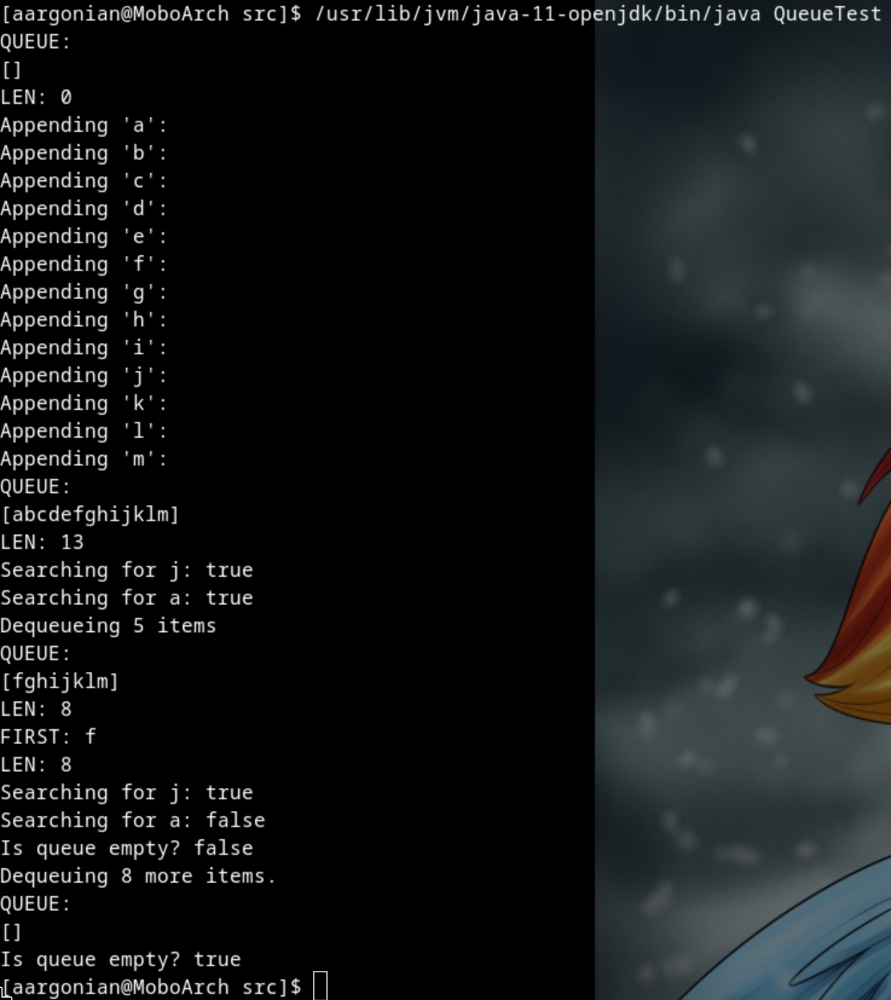 [aargonian@MoboArch src]$ /usr/lib/jvm/java-11-openjdk/bin/java QueueTest
QUEUE:
[]
LEN: 0
Appending 'a':
Appending 'b':
Appending 'c':
Appending 'd':
Appending 'e':
Appending 'f':
Appending 'g':
Appending 'h':
Appending 'i':
Appending 'j':
Appending 'k':
Appending 'l':
Appending 'm':
QUEUE:
[abcdefghijklm]
LEN: 13
Searching for j: true
Searching for a: true
Dequeueing 5 items
QUEUE:
[fghijklm]
LEN: 8
FIRST: f
LEN: 8
Searching for j: true
Searching for a: false
Is queue empty? false
Dequeuing 8 more items.
QUEUE:
[]
Is queue empty? true
[aargonian@MoboArch src]$